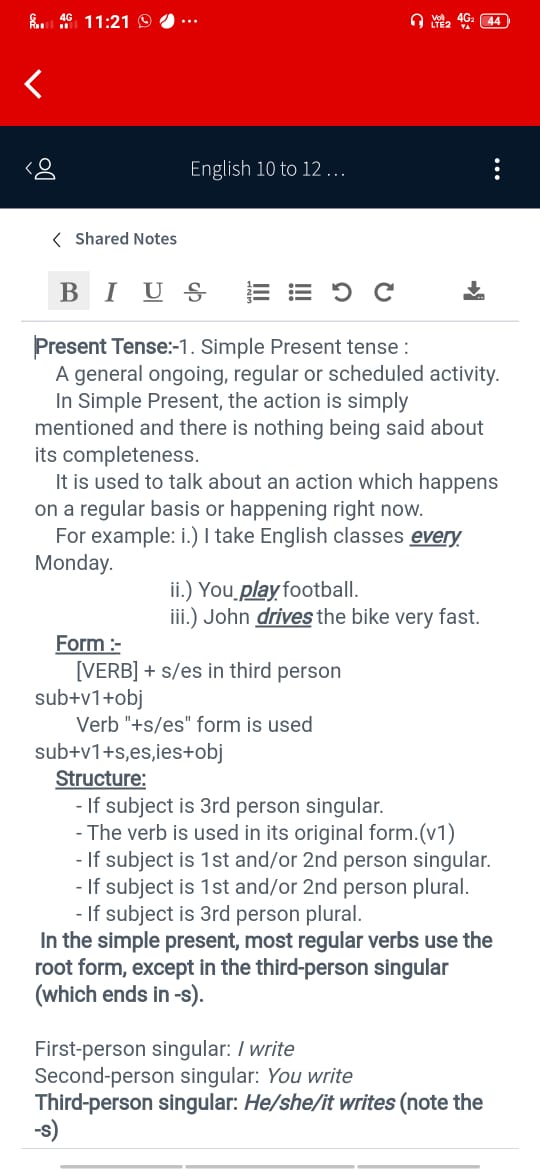 4G 11:21 ...
Vo) LTE2 4G 44
English 10 to 12 ...
Shared Notes
B I U S
Present Tense:-1. Simple Present tense :
A general ongoing, regular or scheduled activity.
In Simple Present, the action is simply
mentioned and there is nothing being said about
its completeness.
It is used to talk about an action which happens
on a regular basis or happening right now.
For example: i.) I take English classes every
Monday.
ii.) You play football.
iii.) John drives the bike very fast.
Form :-
[VERB] + s/es in third person
sub+v1+obj
Verb "+s/es" form is used
sub+v1+s,es,ies+obj
Structure:
- If subject is 3rd person singular.
- The verb is used in its original form.(v1)
- If subject is 1st and/or 2nd person singular.
- If subject is 1st and/or 2nd person plural.
- If subject is 3rd person plural.
In the simple present, most regular verbs use the
root form, except in the third-person singular
(which ends in -s).
First-person singular: I write
Second-person singular: You write
Third-person singular: He/she/it writes (note the
-s)